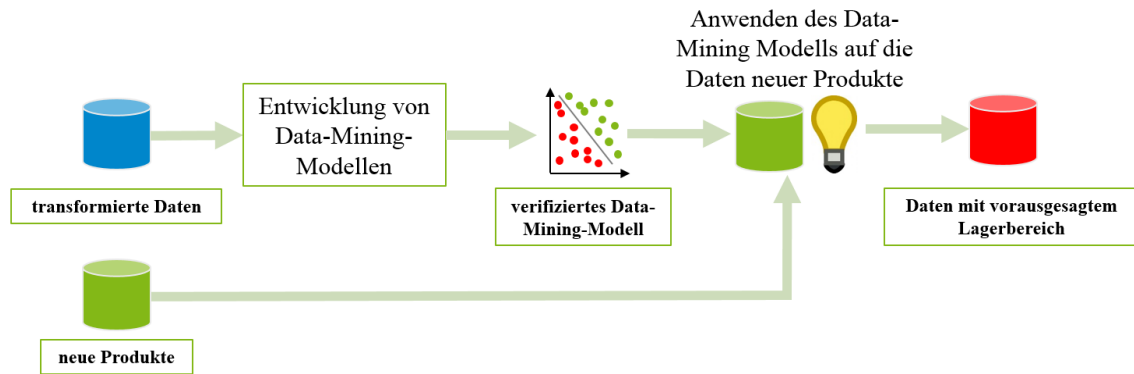 Anwenden des Data-
Mining Modells auf die
Daten neuer Produkte
Entwicklung von
Data-Mining-
Modellen
transformierte Daten
verifiziertes Data-
Mining-Modell
Daten mit vorausgesagtem
Lagerbereich
neue Produkte